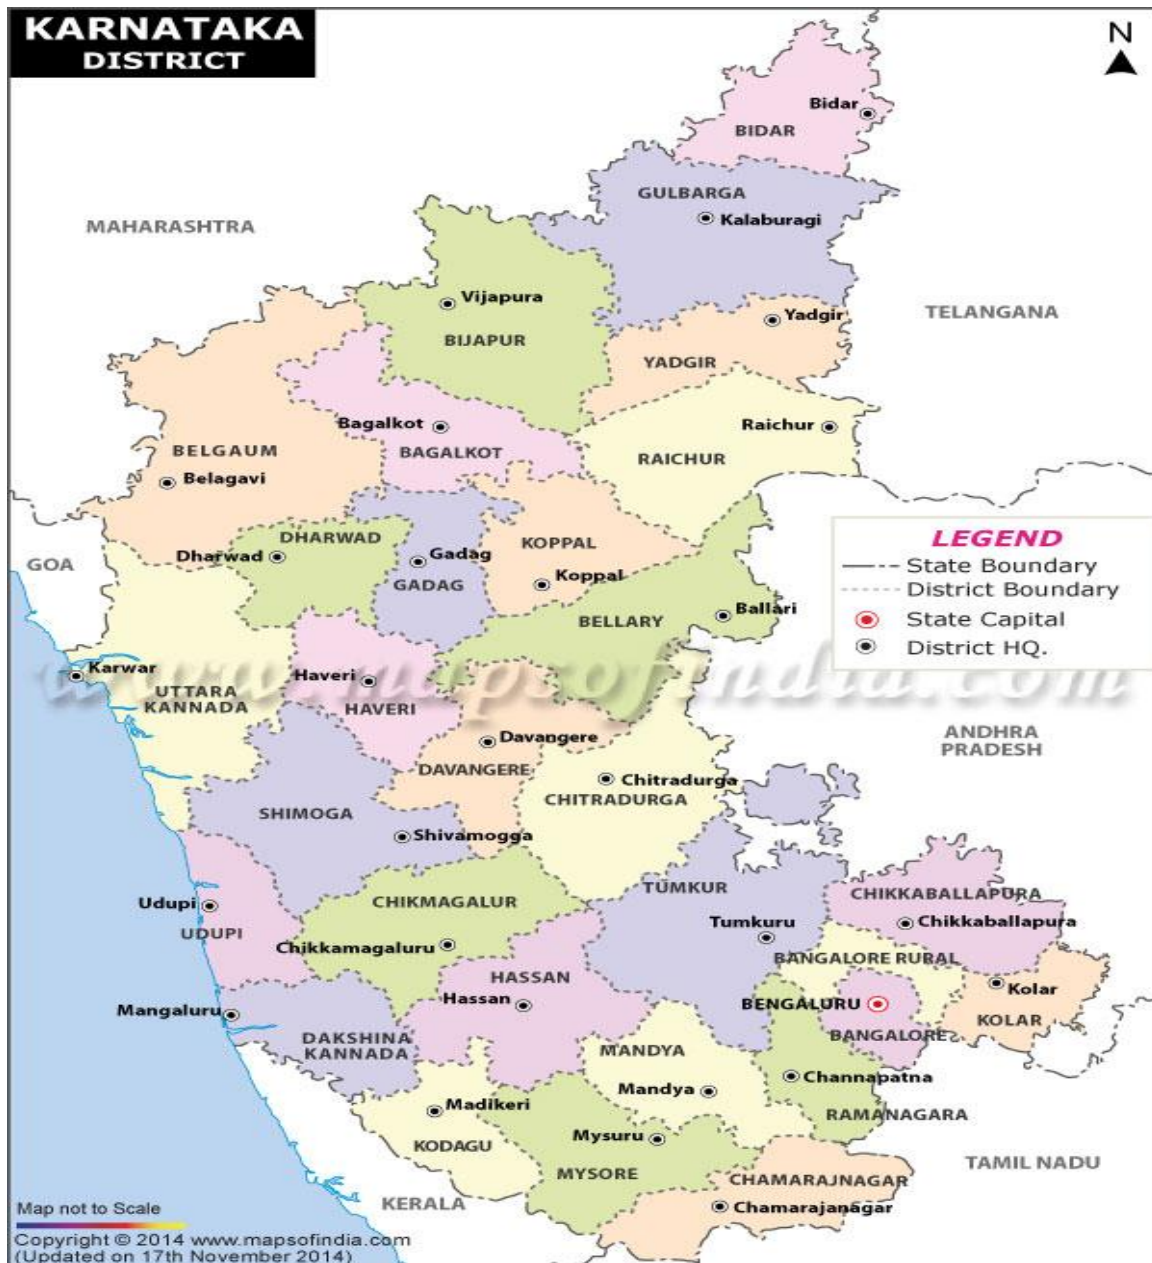 KARNATAKA
DISTRICT
N
Bidar
BIDAR
GULBARGA
Kalaburagi
MAHARASHTRA
Vijapura
BIJAPUR
TELANGANA
Yadgir
YADGIR
Bagalkot
BAGALKOT
Raichur
RAICHUR
BELGAUM
Belagavi
GOA
DHARWAD
Dharwad
Gadag
GADAG
KOPPAL
Koppal
LEGEND
State Boundary
District Boundary
State Capital
District HQ.
BELLARY
Ballari
www.mapsofindia.com
Karwar
UTTARA
KANNADA
Haveri
HAVERI
Davangere
DAVANGERE
ANDHRA
PRADESH
Chitradurga
CHITRADURGA
SHIMOGA
Shivamogga
TUMKUR
Tumkuru
CHIKKABALLAPURA
Chikkaballapura
Udupi
UDUPI
CHIKMAGALUR
Chikkamagaluru
HASSAN
Hassan
BANGALORE RURAL
BENGALURU
BANGALORE
Kolar
KOLAR
Mangaluru
DAKSHINA
KANNADA
MANDYA
Mandya
Channapatna
RAMANAGARA
Madikeri
KODAGU
Mysuru
MYSORE
CHAMARAJNAGAR
Chamarajanagar
TAMIL NADU
KERALA
Map not to Scale
Copyright © 2014 www.mapsofindia.com
(Updated on 17th November 2014)